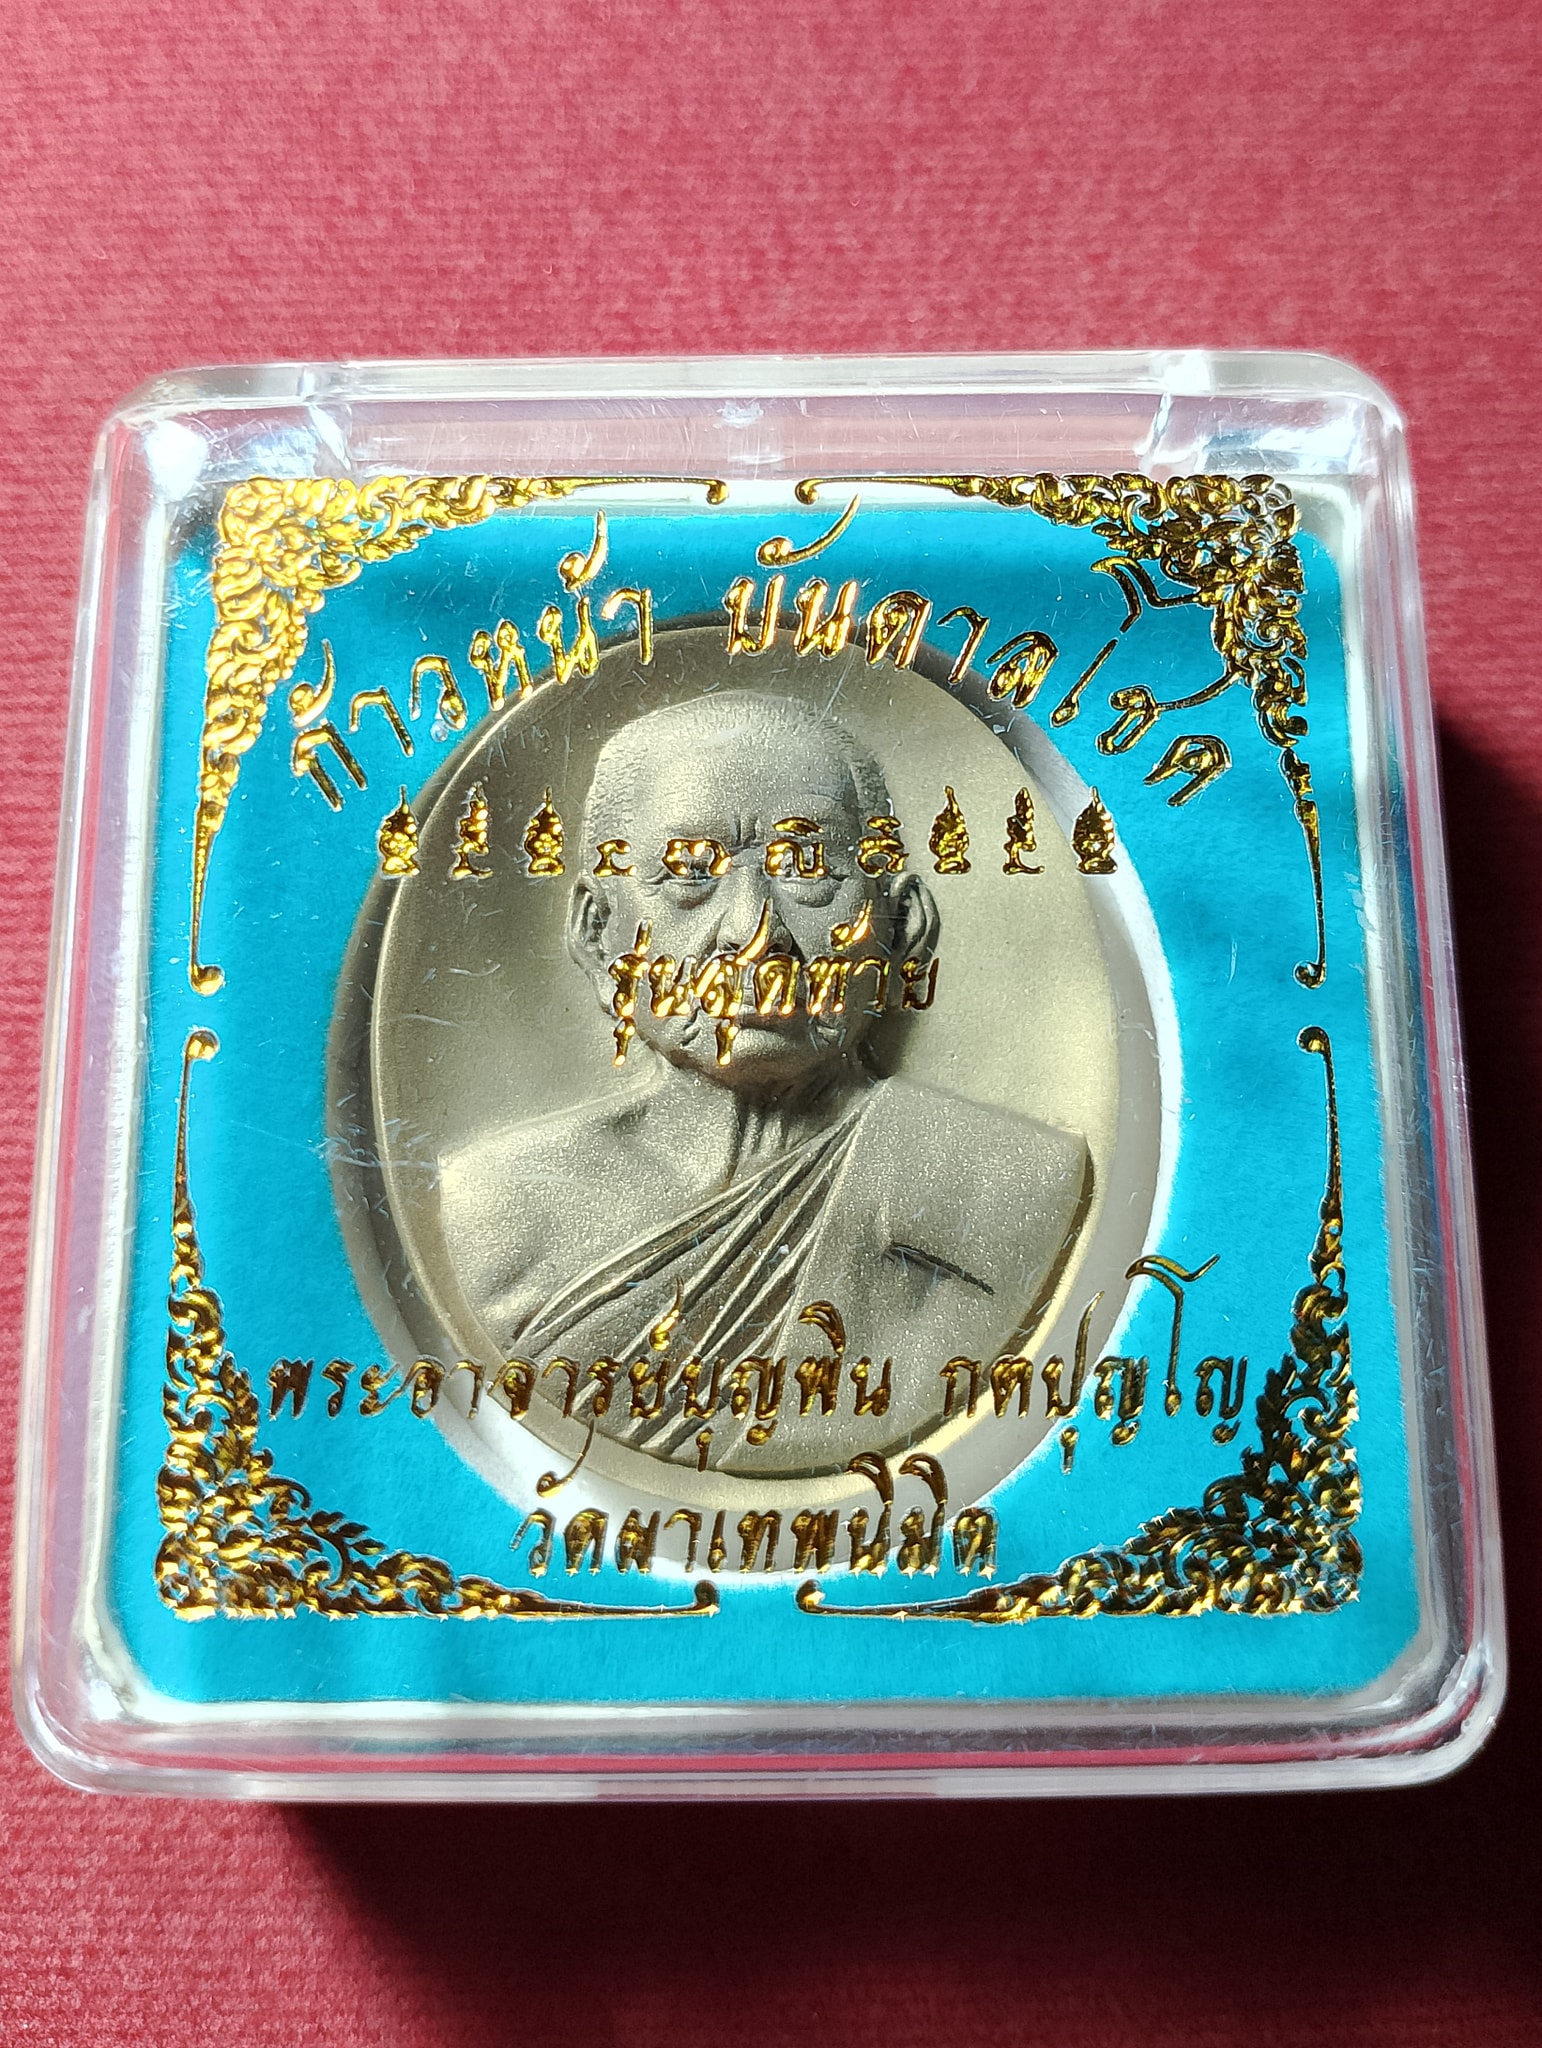 ก้าวหน้า บันดาลโชค
รุ่นสุดท้าย
พระอาจารย์บุญพิน กตปุญโญ
วัดผาเทพนิมิต